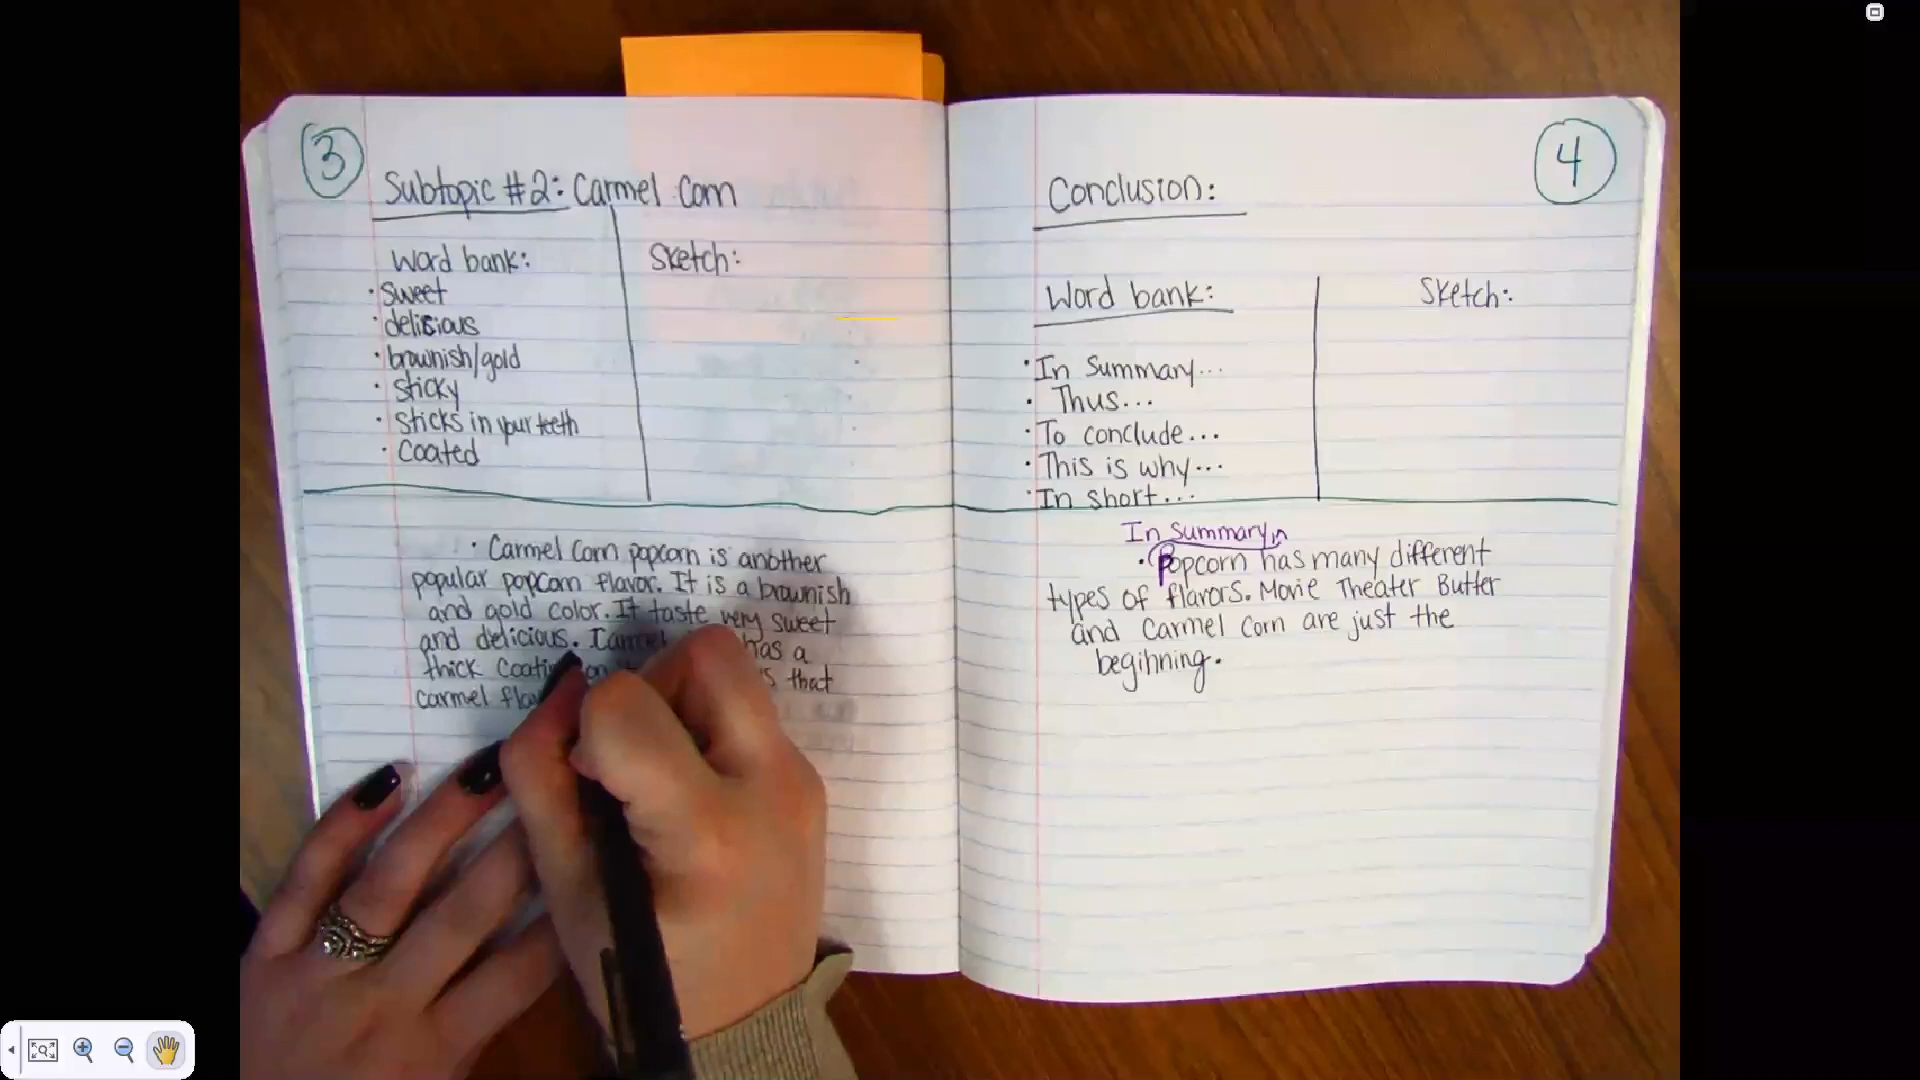 3
Subtopic #2: Carmel Corn
Word bank:
• sweet
• delicious
• brownish/gold
• sticky
• sticks in your teeth
• coated
Sketch:
• Carmel Corn popcorn is another
popular popcorn flavor. It is a brownish
and gold color. It taste very sweet
and delicious. Carmel has a
thick on that
carmel
4
Conclusion:
Word bank:
• In Summary...
• Thus...
• To conclude...
• This is why...
• In short...
Sketch:
In summary,
• Popcorn has many different
types of flavors. Movie Theater Butter
and Carmel Corn are just the
beginning.